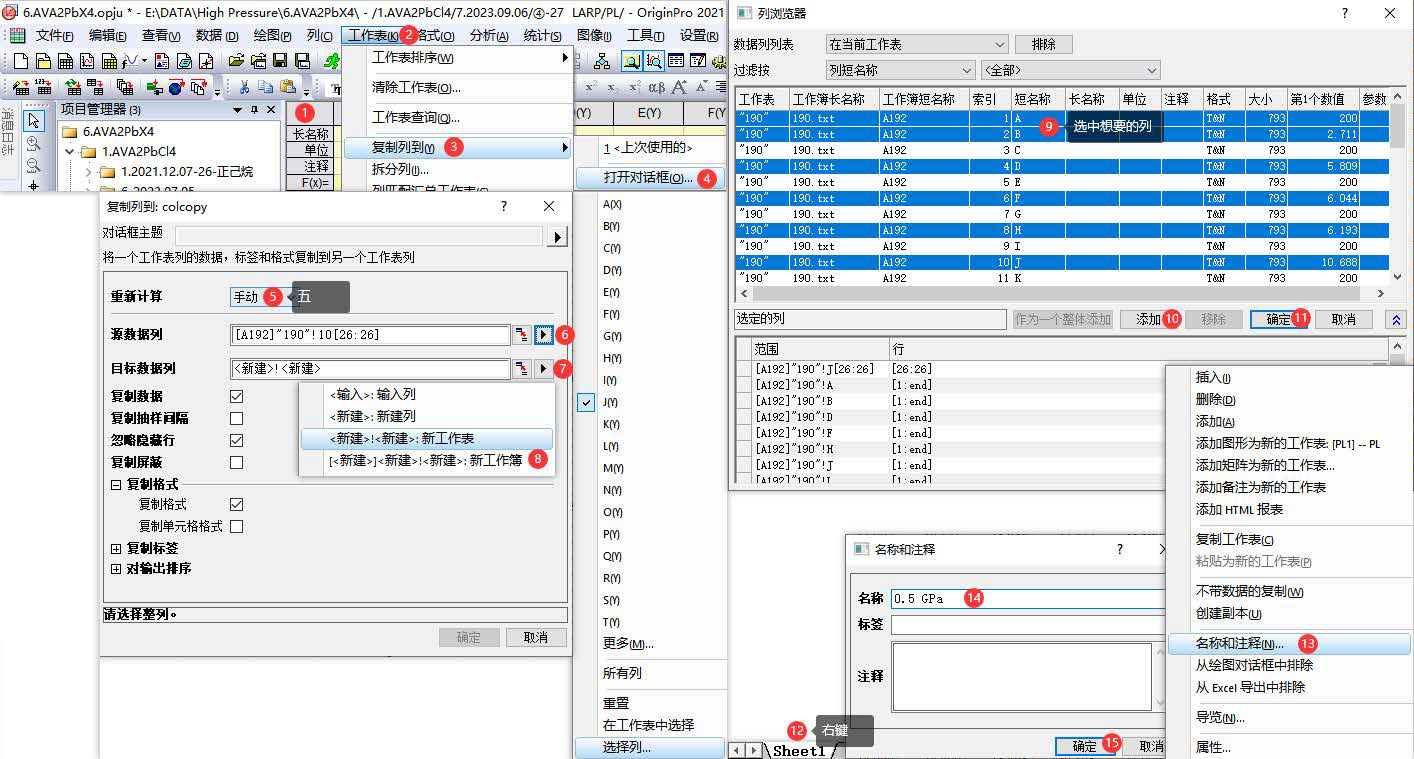 6.AVA2PbX4.opju * - E:\DATA\High Pressure\6.AVA2PbX4\ - /1.AVA2PbCl4/7.2023.09.06/④-27 LARP/PL/ - OriginPro 2021
文件(F) 编辑(E) 查看(V) 数据(D) 绘图(P) 列(C) 工作表(K) 2 格式(O) 分析(A) 统计(S) 图像(I) 工具(T) 设置(R)
消息日志
项目管理器 (3)
6.AVA2PbX4
1.AVA2PbCl4
1.2021.12.07-26-正己烷
1
长名称
单位
注释
F(x)=
E(Y)
工作表排序(W)
清除工作表(O)...
工作表查询(Q)...
复制列到(Y) 3
拆分列(I)...
1 <上次使用的>
打开对话框(O)... 4
A(X)
B(Y)
C(Y)
D(Y)
E(Y)
F(Y)
G(Y)
H(Y)
I(Y)
J(Y)
K(Y)
L(Y)
M(Y)
N(Y)
O(Y)
P(Y)
Q(Y)
R(Y)
S(Y)
T(Y)
更多(M)...
所有列
重置
在工作表中选择
选择列...
复制列到: colcopy
对话框主题
将一个工作表列的数据，标签和格式复制到另一个工作表列
重新计算 手动 5 五
源数据列 [A192]"190"!10[26:26] 6
目标数据列 <新建>!<新建> 7
<输入>: 输入列
<新建>: 新建列
<新建>!<新建>: 新工作表
[<新建>]<新建>!<新建>: 新工作簿 8
复制数据
复制抽样间隔
忽略隐藏行
复制屏蔽
复制格式
复制格式
复制单元格格式
复制标签
对输出排序
请选择整列。
确定 取消
列浏览器
数据列列表 在当前工作表 排除
过滤按 列短名称 <全部>
工作表 工作簿长名称 工作簿短名称 索引 短名称 长名称 单位 注释 格式 大小 第1个数值 参数
"190" 190.txt A192 1 A T&N 793 200
9 选中想要的列
"190" 190.txt A192 2 B T&N 793 2.711
"190" 190.txt A192 3 C T&N 793 200
"190" 190.txt A192 4 D T&N 793 5.809
"190" 190.txt A192 5 E T&N 793 200
"190" 190.txt A192 6 F T&N 793 6.044
"190" 190.txt A192 7 G T&N 793 200
"190" 190.txt A192 8 H T&N 793 6.193
"190" 190.txt A192 9 I T&N 793 200
"190" 190.txt A192 10 J T&N 793 10.688
"190" 190.txt A192 11 K T&N 793 200
选定的列 作为一个整体添加 添加 10 移除 确定 11 取消
范围 行
[A192]"190"!J[26:26] [26:26]
[A192]"190"!A [1:end]
[A192]"190"!B [1:end]
[A192]"190"!D [1:end]
[A192]"190"!F [1:end]
[A192]"190"!H [1:end]
[A192]"190"!J [1:end]
[A192]"190"!L [1:end]
插入(I)
删除(D)
添加(A)
添加图形为新的工作表: [PL1] -- PL
添加矩阵为新的工作表...
添加备注为新的工作表
添加 HTML 报表
复制工作表(C)
粘贴为新的工作表(P)
不带数据的复制(W)
创建副本(U)
名称和注释(N)... 13
从绘图对话框中排除
从 Excel 导出中排除
导览(N)...
属性...
名称和注释
名称 0.5 GPa 14
标签
注释
确定 15 取消
12 右键
Sheet1